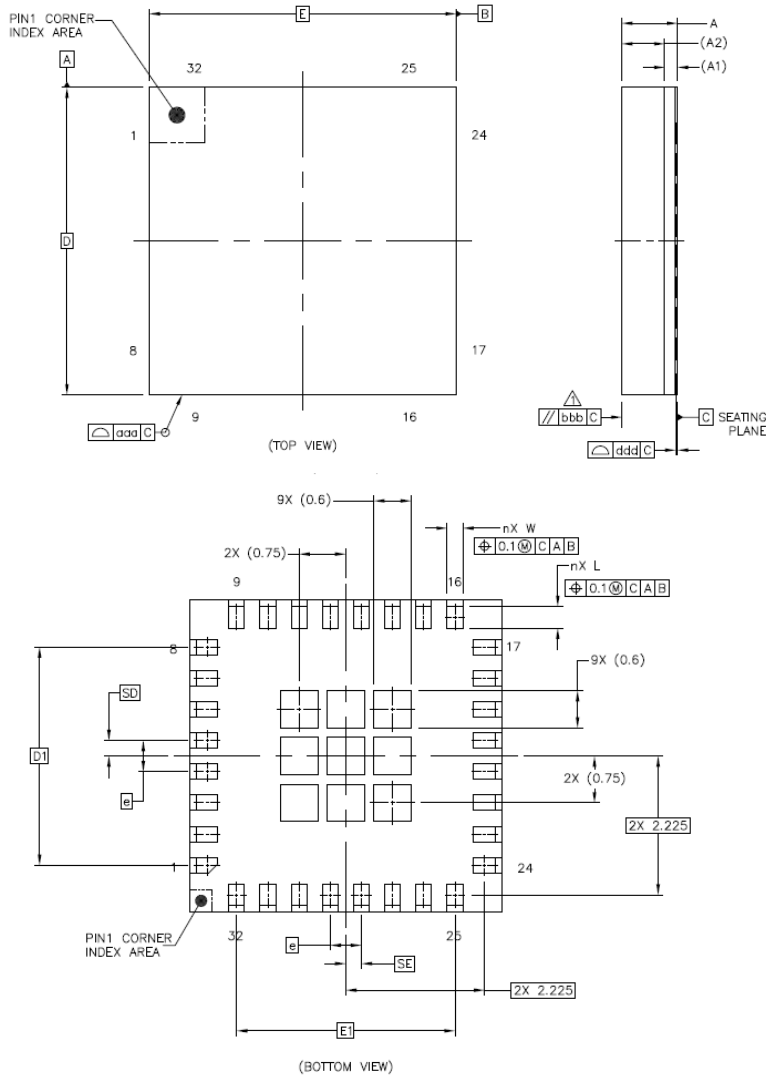 PIN1 CORNER
INDEX AREA
E
B
A
(A2)
(A1)
A
32
25
1
24
D
8
17
9
16
aaa C
(TOP VIEW)
1
// bbb C
C SEATING
PLANE
ddd C
9X (0.6)
nX W
2X (0.75)
⌖ 0.1 Ⓜ C A B
9
16
nX L
⌖ 0.1 Ⓜ C A B
8
17
9X (0.6)
SD
D1
2X (0.75)
e
2X 2.225
1
24
PIN1 CORNER
INDEX AREA
32
25
e
SE
2X 2.225
E1
(BOTTOM VIEW)